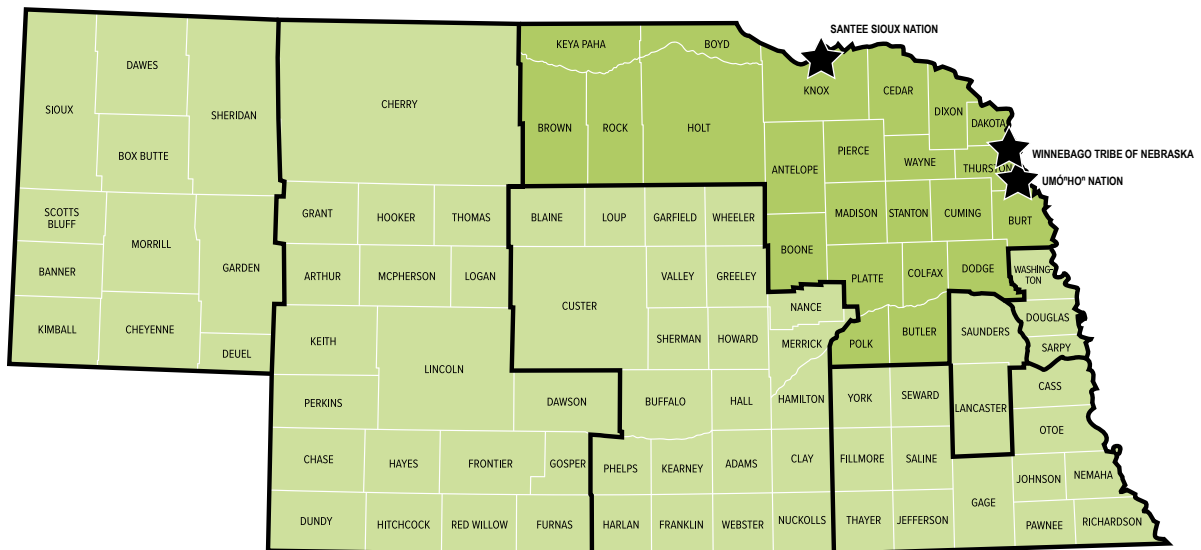 SANTEE SIOUX NATION
KEYA PAHA
BOYD
DAWES
KNOX
CEDAR
CHERRY
SIOUX
SHERIDAN
DIXON
DAKOTA
BROWN
ROCK
HOLT
BOX BUTTE
PIERCE
WINNEBAGO TRIBE OF NEBRASKA
WAYNE
THURSTON
ANTELOPE
UMÓⁿHOⁿ NATION
SCOTTS
BLUFF
GRANT
HOOKER
THOMAS
BLAINE
LOUP
GARFIELD
WHEELER
MADISON
STANTON
CUMING
BURT
MORRILL
BOONE
BANNER
GARDEN
ARTHUR
MCPHERSON
LOGAN
VALLEY
GREELEY
PLATTE
COLFAX
DODGE
WASHING-
TON
CUSTER
NANCE
KIMBALL
CHEYENNE
DOUGLAS
KEITH
SHERMAN
HOWARD
MERRICK
POLK
BUTLER
SAUNDERS
SARPY
DEUEL
LINCOLN
CASS
PERKINS
DAWSON
BUFFALO
HALL
HAMILTON
YORK
SEWARD
LANCASTER
OTOE
CHASE
HAYES
FRONTIER
GOSPER
PHELPS
KEARNEY
ADAMS
CLAY
FILLMORE
SALINE
JOHNSON
NEMAHA
GAGE
DUNDY
HITCHCOCK
RED WILLOW
FURNAS
HARLAN
FRANKLIN
WEBSTER
NUCKOLLS
THAYER
JEFFERSON
PAWNEE
RICHARDSON